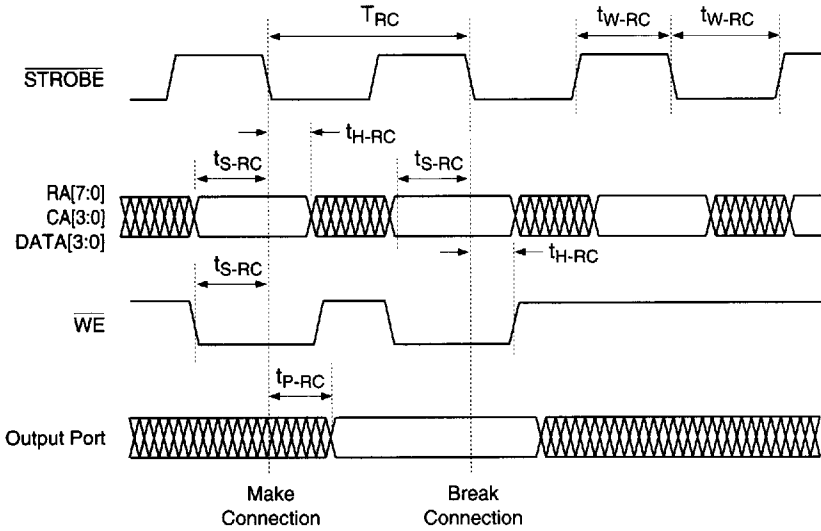 T_RC
t_W-RC t_W-RC
STROBE
t_H-RC
t_S-RC t_S-RC
RA[7:0]
CA[3:0]
DATA[3:0]
t_H-RC
t_S-RC
WE
t_P-RC
Output Port
Make Connection
Break Connection